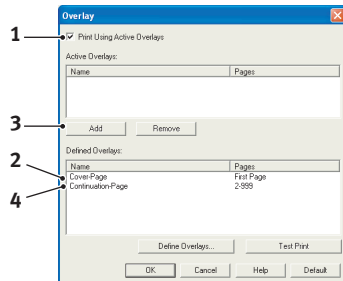 Overlay
1
Print Using Active Overlays
Active Overlays:
Name Pages
3
Add Remove
Defined Overlays:
Name Pages
2
Cover-Page First Page
4
Continuation-Page 2-999
Define Overlays... Test Print
OK Cancel Help Default